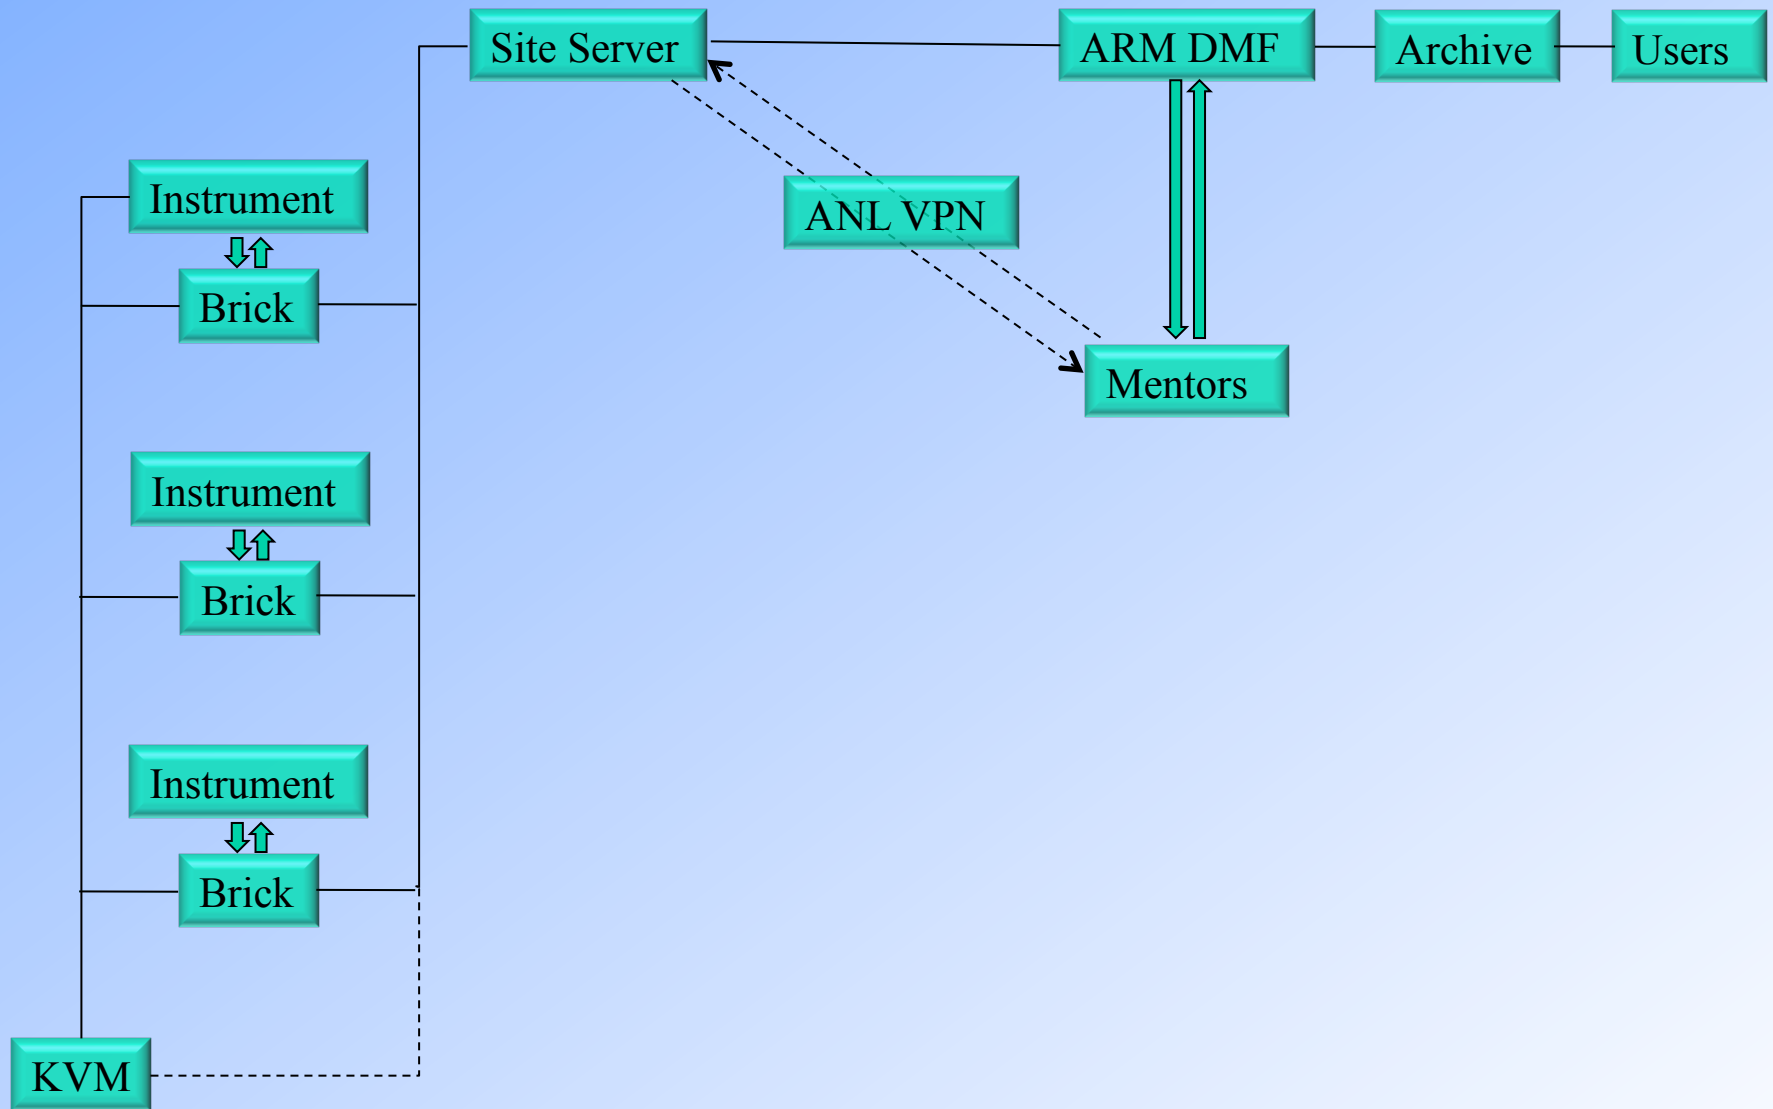 Site Server
ARM DMF
Archive
Users
Instrument
ANL VPN
Brick
Mentors
Instrument
Brick
Instrument
Brick
KVM